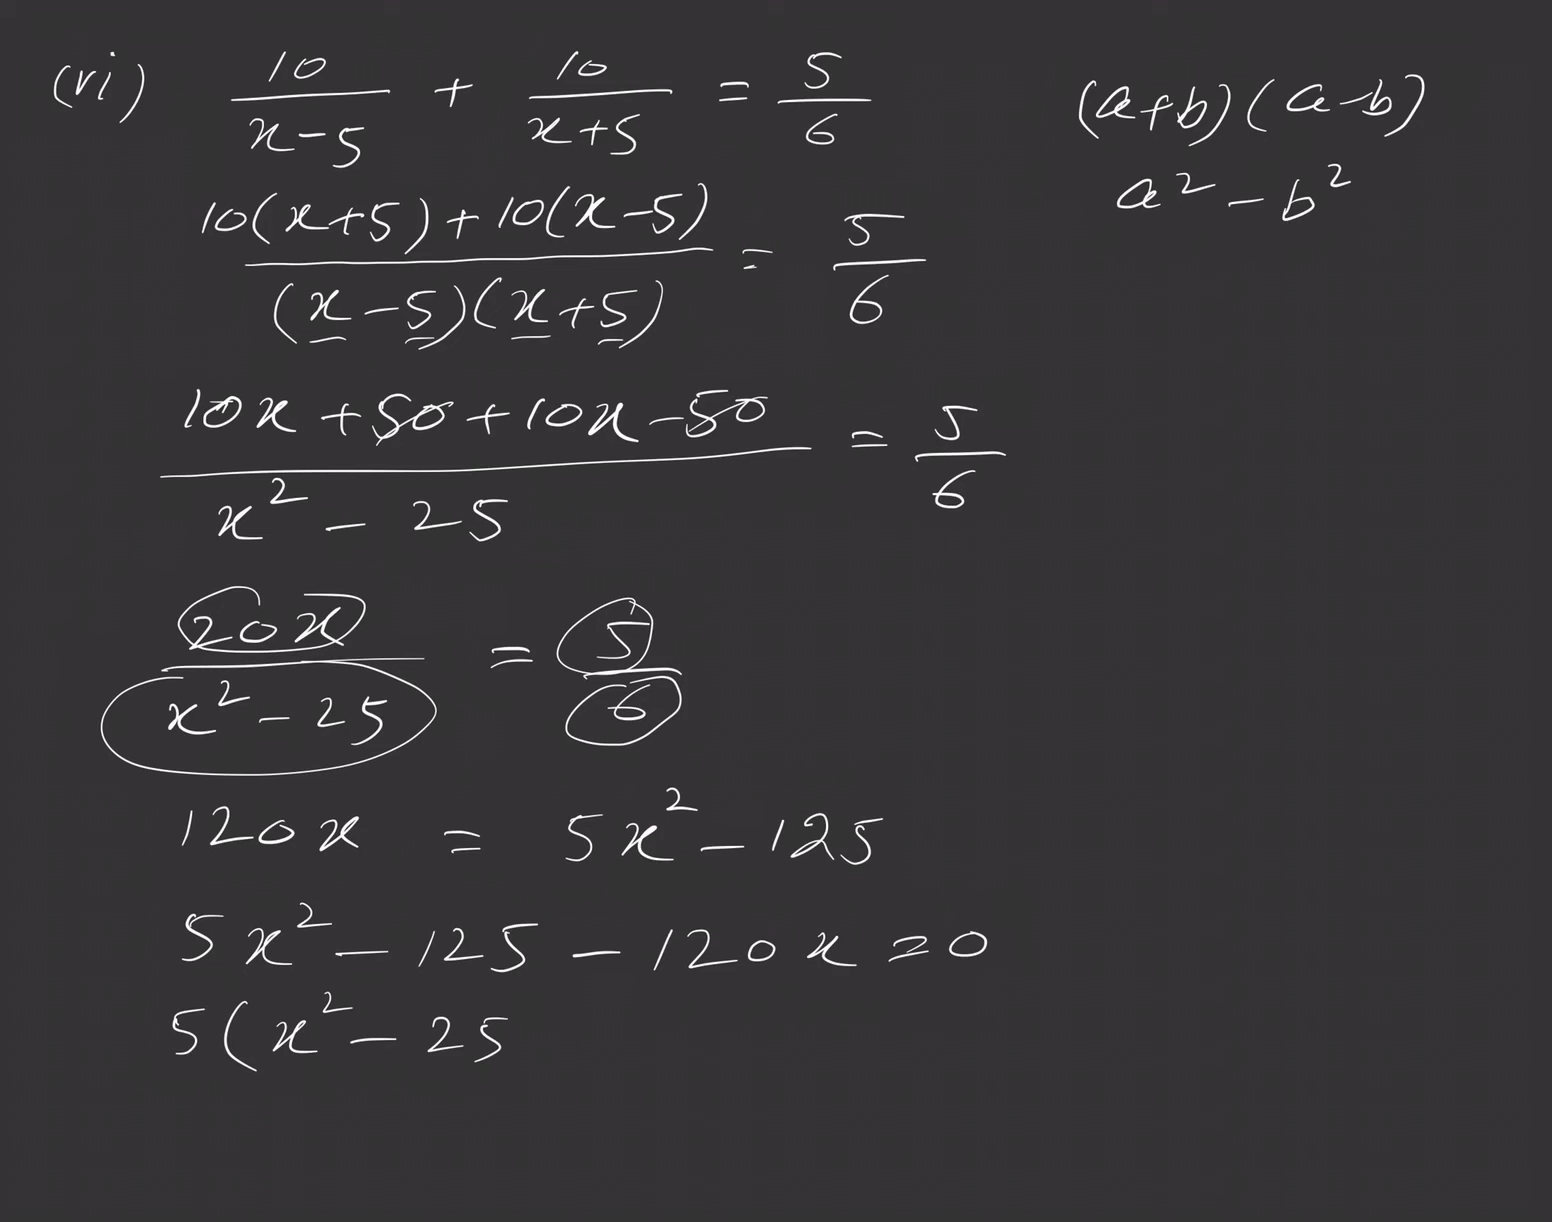 (vi) 10/(x-5) + 10/(x+5) = 5/6
(a+b)(a-b)
a² - b²
10(x+5)+10(x-5)/(x-5)(x+5) = 5/6
10x+50+10x-50/x² - 25 = 5/6
20x/x² - 25 = 5/6
120x = 5x² - 125
5x² - 125 - 120x = 0
5(x² - 25